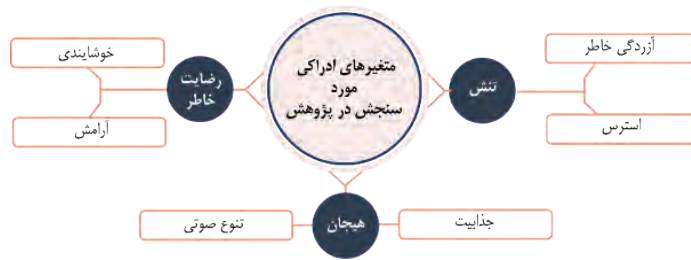 متغیرهای ادراکی
مورد
سنجش در پژوهش
تنش
آزردگی خاطر
استرس
رضایت
خاطر
خوشایندی
آرامش
هیجان
جذابیت
تنوع صوتی